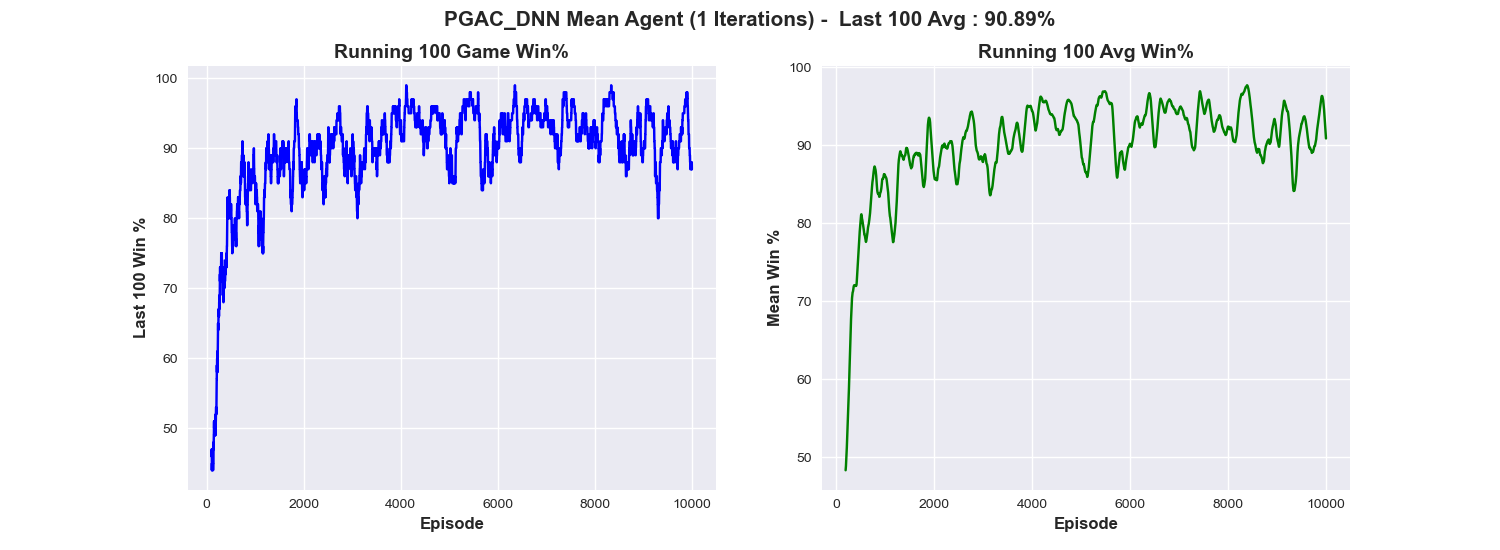 PGAC_DNN Mean Agent (1 Iterations) - Last 100 Avg : 90.89%
Running 100 Game Win%
Last 100 Win %
100
90
80
70
60
50
0 2000 4000 6000 8000 10000
Episode
Running 100 Avg Win%
Mean Win %
100
90
80
70
60
50
0 2000 4000 6000 8000 10000
Episode